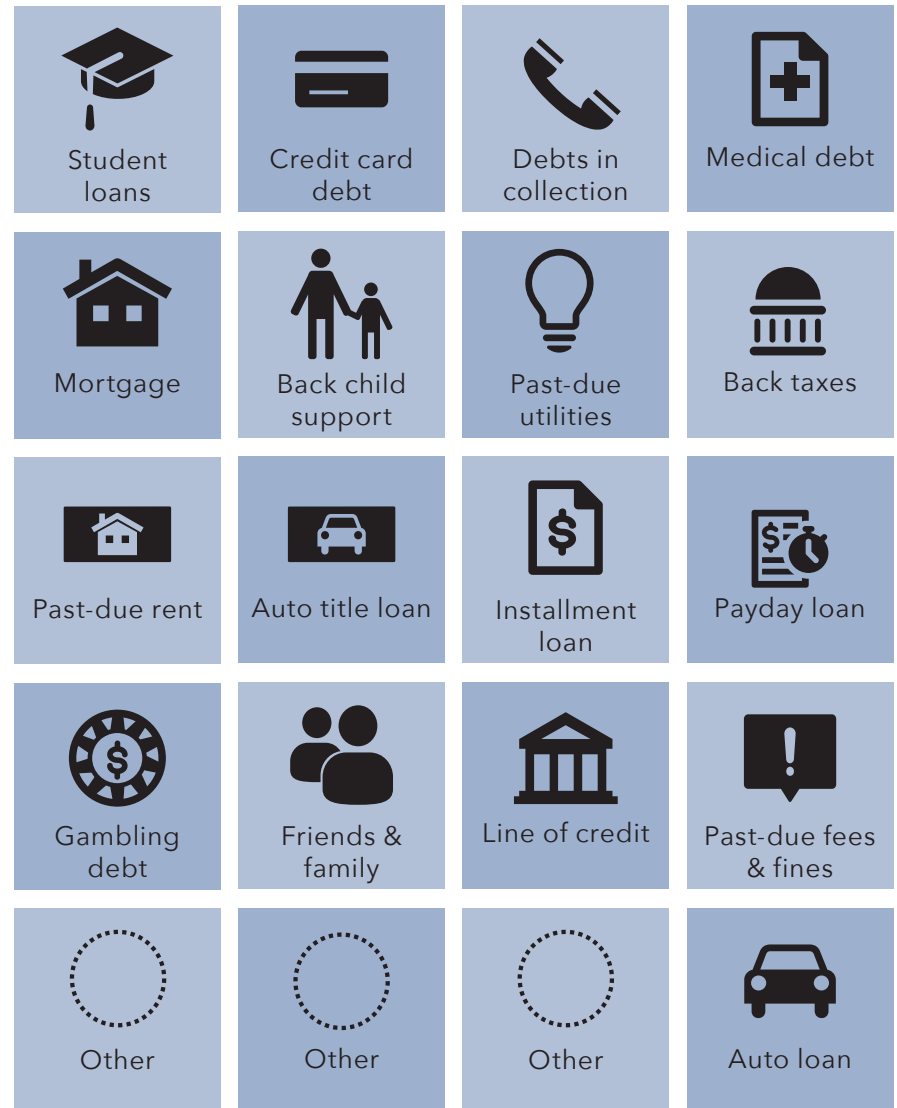 Student
loans
Credit card
debt
Debts in
collection
Medical debt
Mortgage
Back child
support
Past-due
utilities
Back taxes
Past-due rent
Auto title loan
$
Installment
loan
$
Payday loan
$
Gambling
debt
Friends &
family
Line of credit
!
Past-due fees
& fines
Other
Other
Other
Auto loan